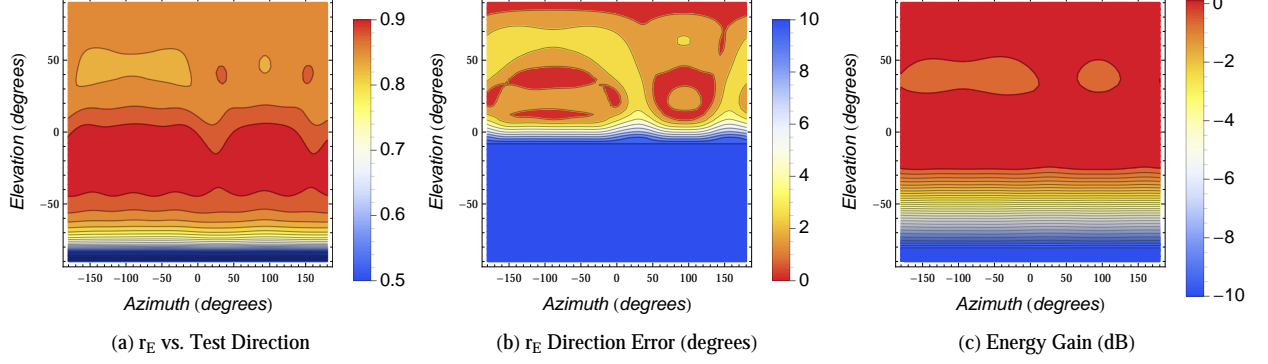 Elevation (degrees)
50
0
−50
−150 −100 −50 0 50 100 150
Azimuth (degrees)
0.9
0.8
0.7
0.6
0.5
(a) rE vs. Test Direction
Elevation (degrees)
50
0
−50
−150 −100 −50 0 50 100 150
Azimuth (degrees)
10
8
6
4
2
0
(b) rE Direction Error (degrees)
Elevation (degrees)
50
0
−50
−150 −100 −50 0 50 100 150
Azimuth (degrees)
0
−2
−4
−6
−8
−10
(c) Energy Gain (dB)